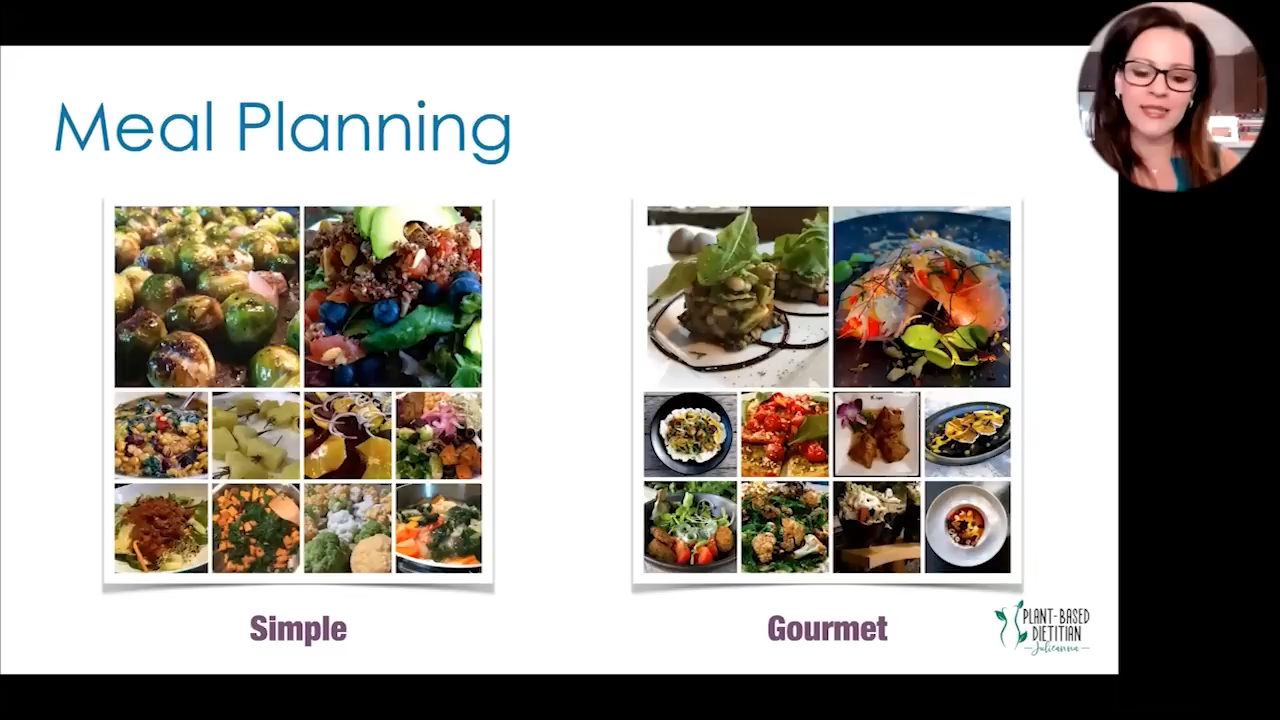 Meal Planning
Simple
Gourmet
PLANT-BASED
DIETITIAN
Julieanna